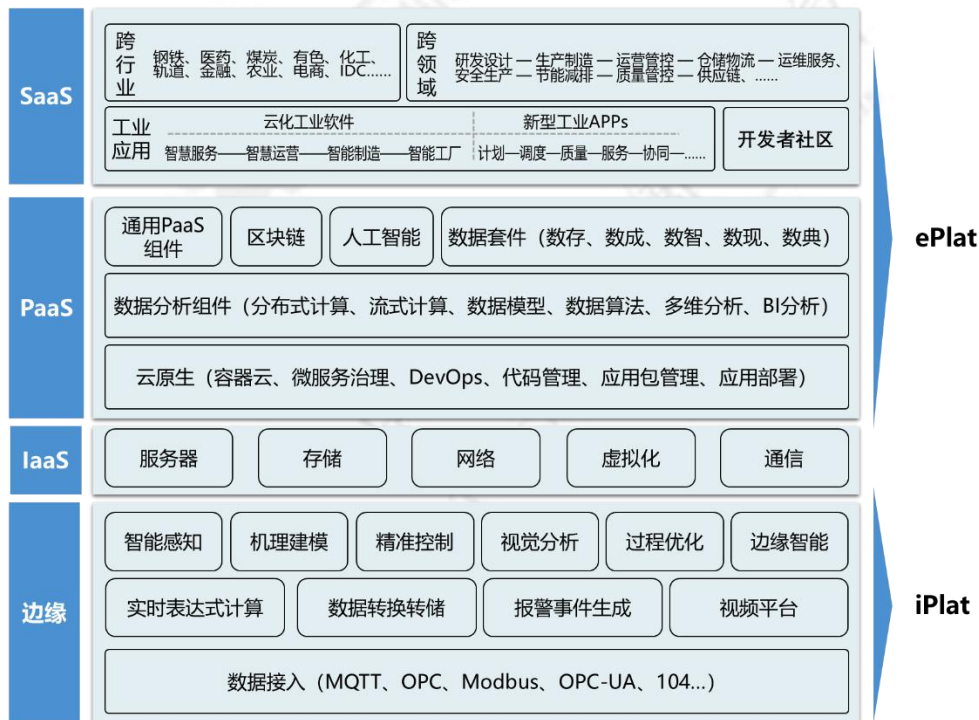 SaaS
跨行业
钢铁、医药、煤炭、有色、化工、
轨道、金融、农业、电商、IDC......
跨领域
研发设计 — 生产制造 — 运营管控 — 仓储物流 — 运维服务、
安全生产 — 节能减排 — 质量管控 — 供应链、......
工业应用
云化工业软件
新型工业APPs
智慧服务——智慧运营——智能制造——智能工厂
计划—调度—质量—服务—协同—......
开发者社区
ePlat
PaaS
通用PaaS
组件
区块链
人工智能
数据套件（数存、数成、数智、数现、数典）
数据分析组件（分布式计算、流式计算、数据模型、数据算法、多维分析、BI分析）
云原生（容器云、微服务治理、DevOps、代码管理、应用包管理、应用部署）
IaaS
服务器
存储
网络
虚拟化
通信
边缘
智能感知
机理建模
精准控制
视觉分析
过程优化
边缘智能
实时表达式计算
数据转换转储
报警事件生成
视频平台
iPlat
数据接入（MQTT、OPC、Modbus、OPC-UA、104...）